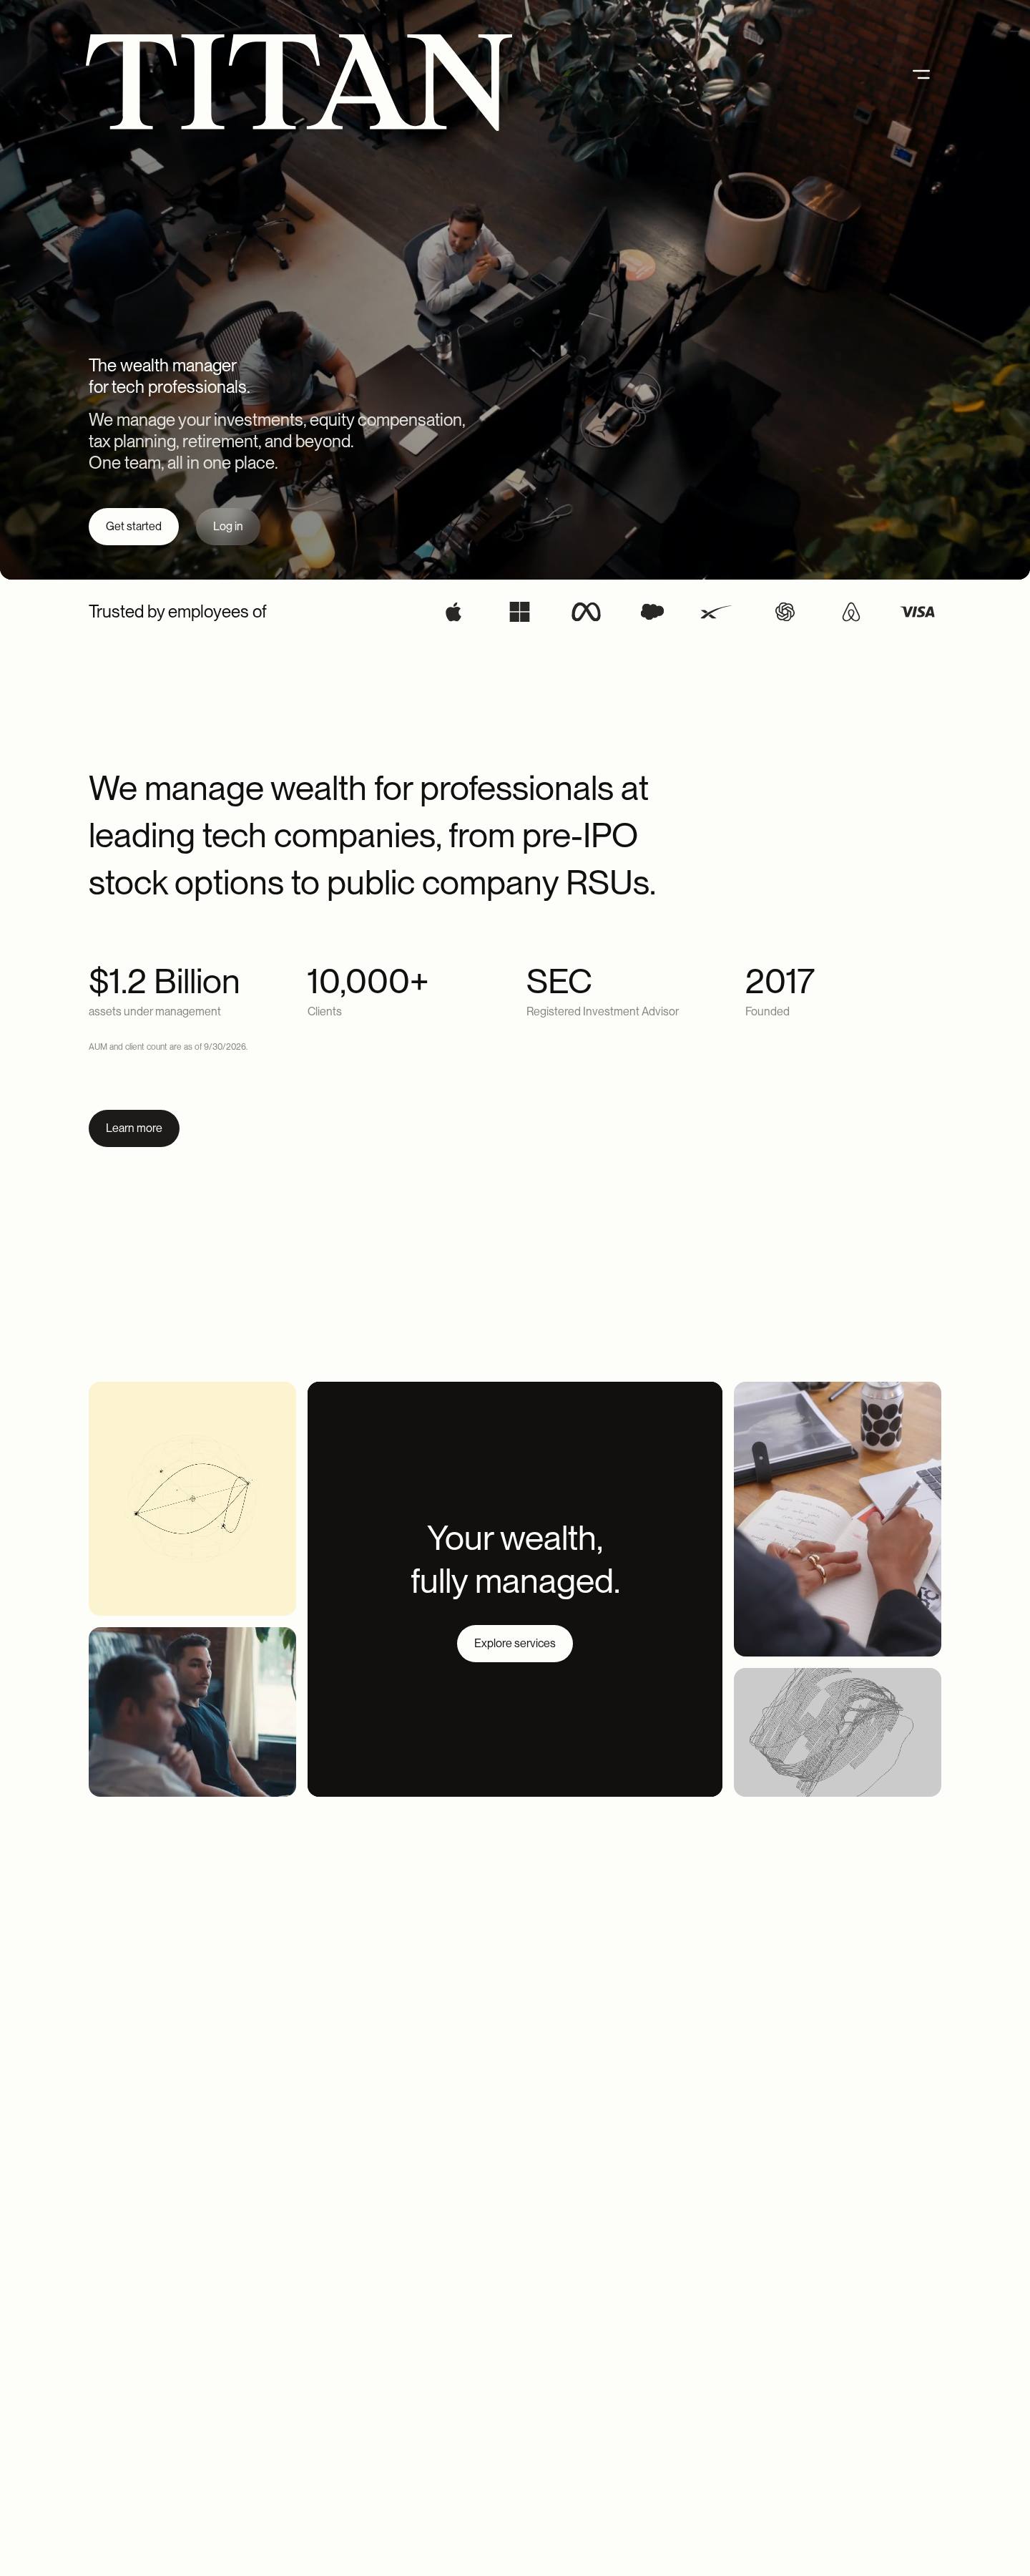 TITAN
The wealth manager
for tech professionals.
We manage your investments, equity compensation,
tax planning, retirement, and beyond.
One team, all in one place.
Get started
Log in
Trusted by employees of
VISA
We manage wealth for professionals at
leading tech companies, from pre-IPO
stock options to public company RSUs.
$1.2 Billion
assets under management
10,000+
Clients
SEC
Registered Investment Advisor
2017
Founded
AUM and client count are as of 9/30/2026.
Learn more
Your wealth,
fully managed.
Explore services